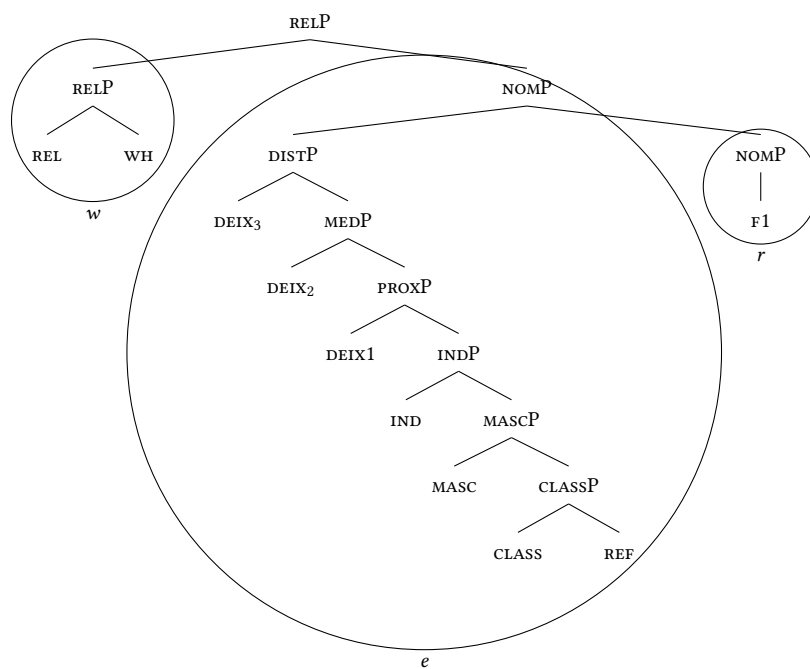 RELP
RELP
NOMP
REL WH
DISTP
NOMP
w
DEIX₃ MEDP
F1
r
DEIX₂ PROXP
DEIX1 INDP
IND MASCP
MASC CLASSP
CLASS REF
e